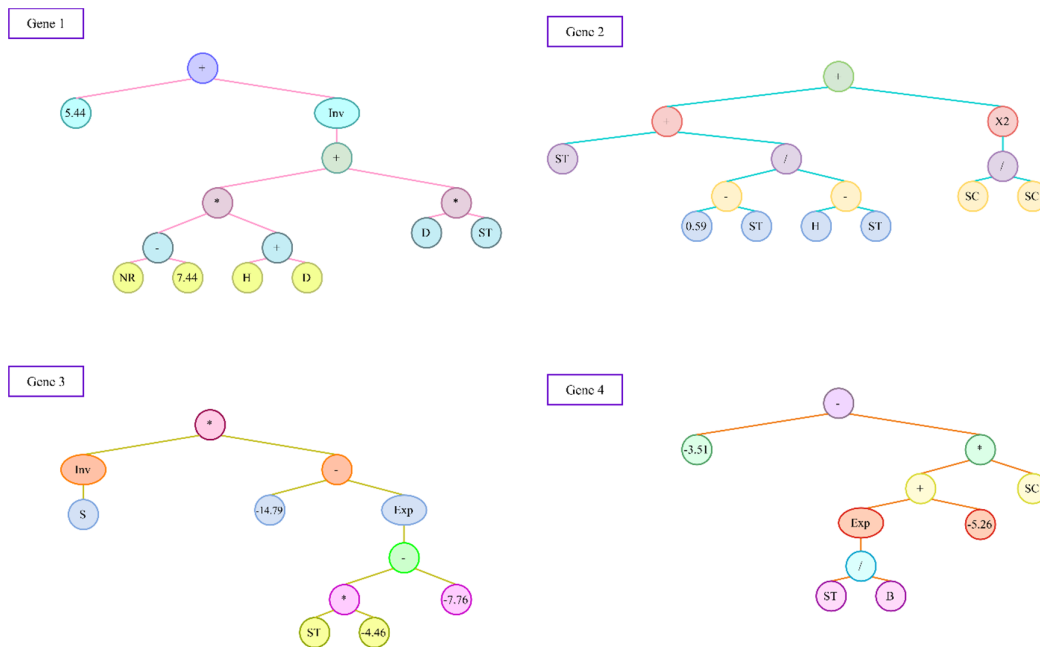 Gene 1
+
5.44
Inv
+
*
*
-
+
D
ST
NR
7.44
H
D
Gene 2
+
+
X2
ST
/
/
-
-
SC
SC
0.59
ST
H
ST
Gene 3
*
Inv
-
S
-14.79
Exp
-
*
-7.76
ST
-4.46
Gene 4
-
-3.51
*
+
SC
Exp
-5.26
/
ST
B